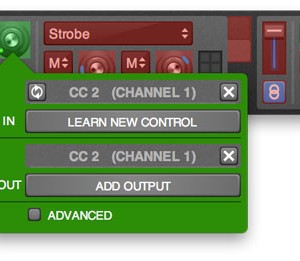 Strobe
M M
CC 2 (CHANNEL 1)
IN LEARN NEW CONTROL
CC 2 (CHANNEL 1)
OUT ADD OUTPUT
ADVANCED